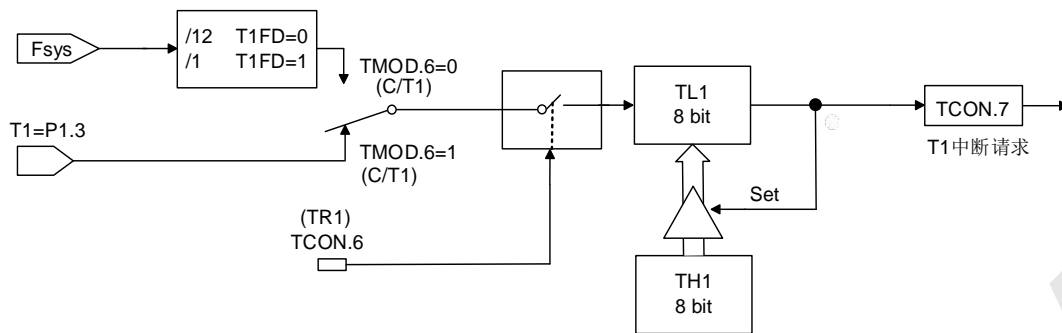 Fsys
/12 T1FD=0
/1 T1FD=1
TMOD.6=0
(C/T1)
T1=P1.3
TMOD.6=1
(C/T1)
(TR1)
TCON.6
TL1
8 bit
TCON.7
T1中断请求
Set
TH1
8 bit